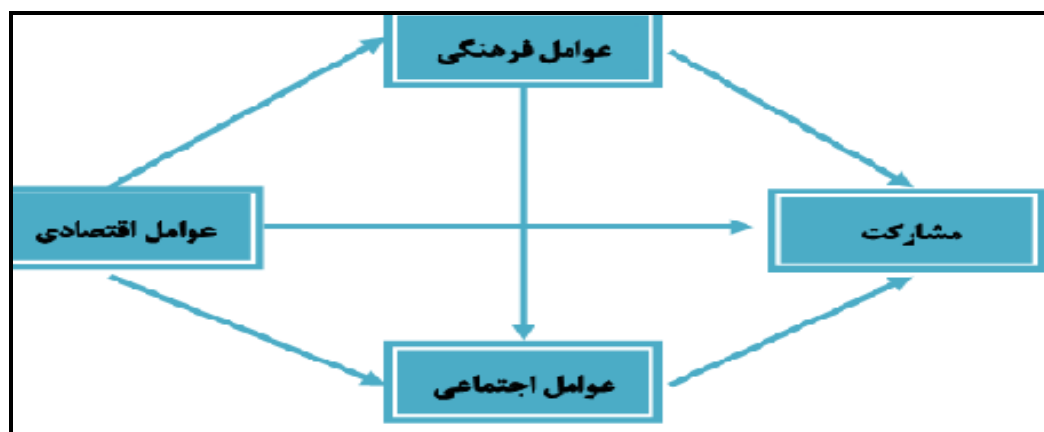 عوامل فرهنگی
عوامل اقتصادی
مشارکت
عوامل اجتماعی